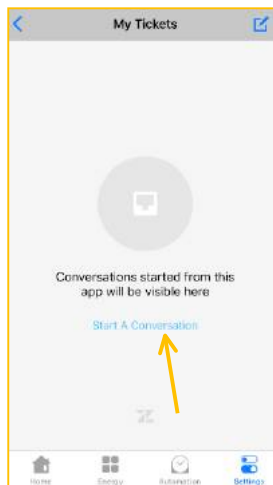 My Tickets
Conversations started from this
app will be visible here
Start A Conversation
Home
Energy
Automation
Settings